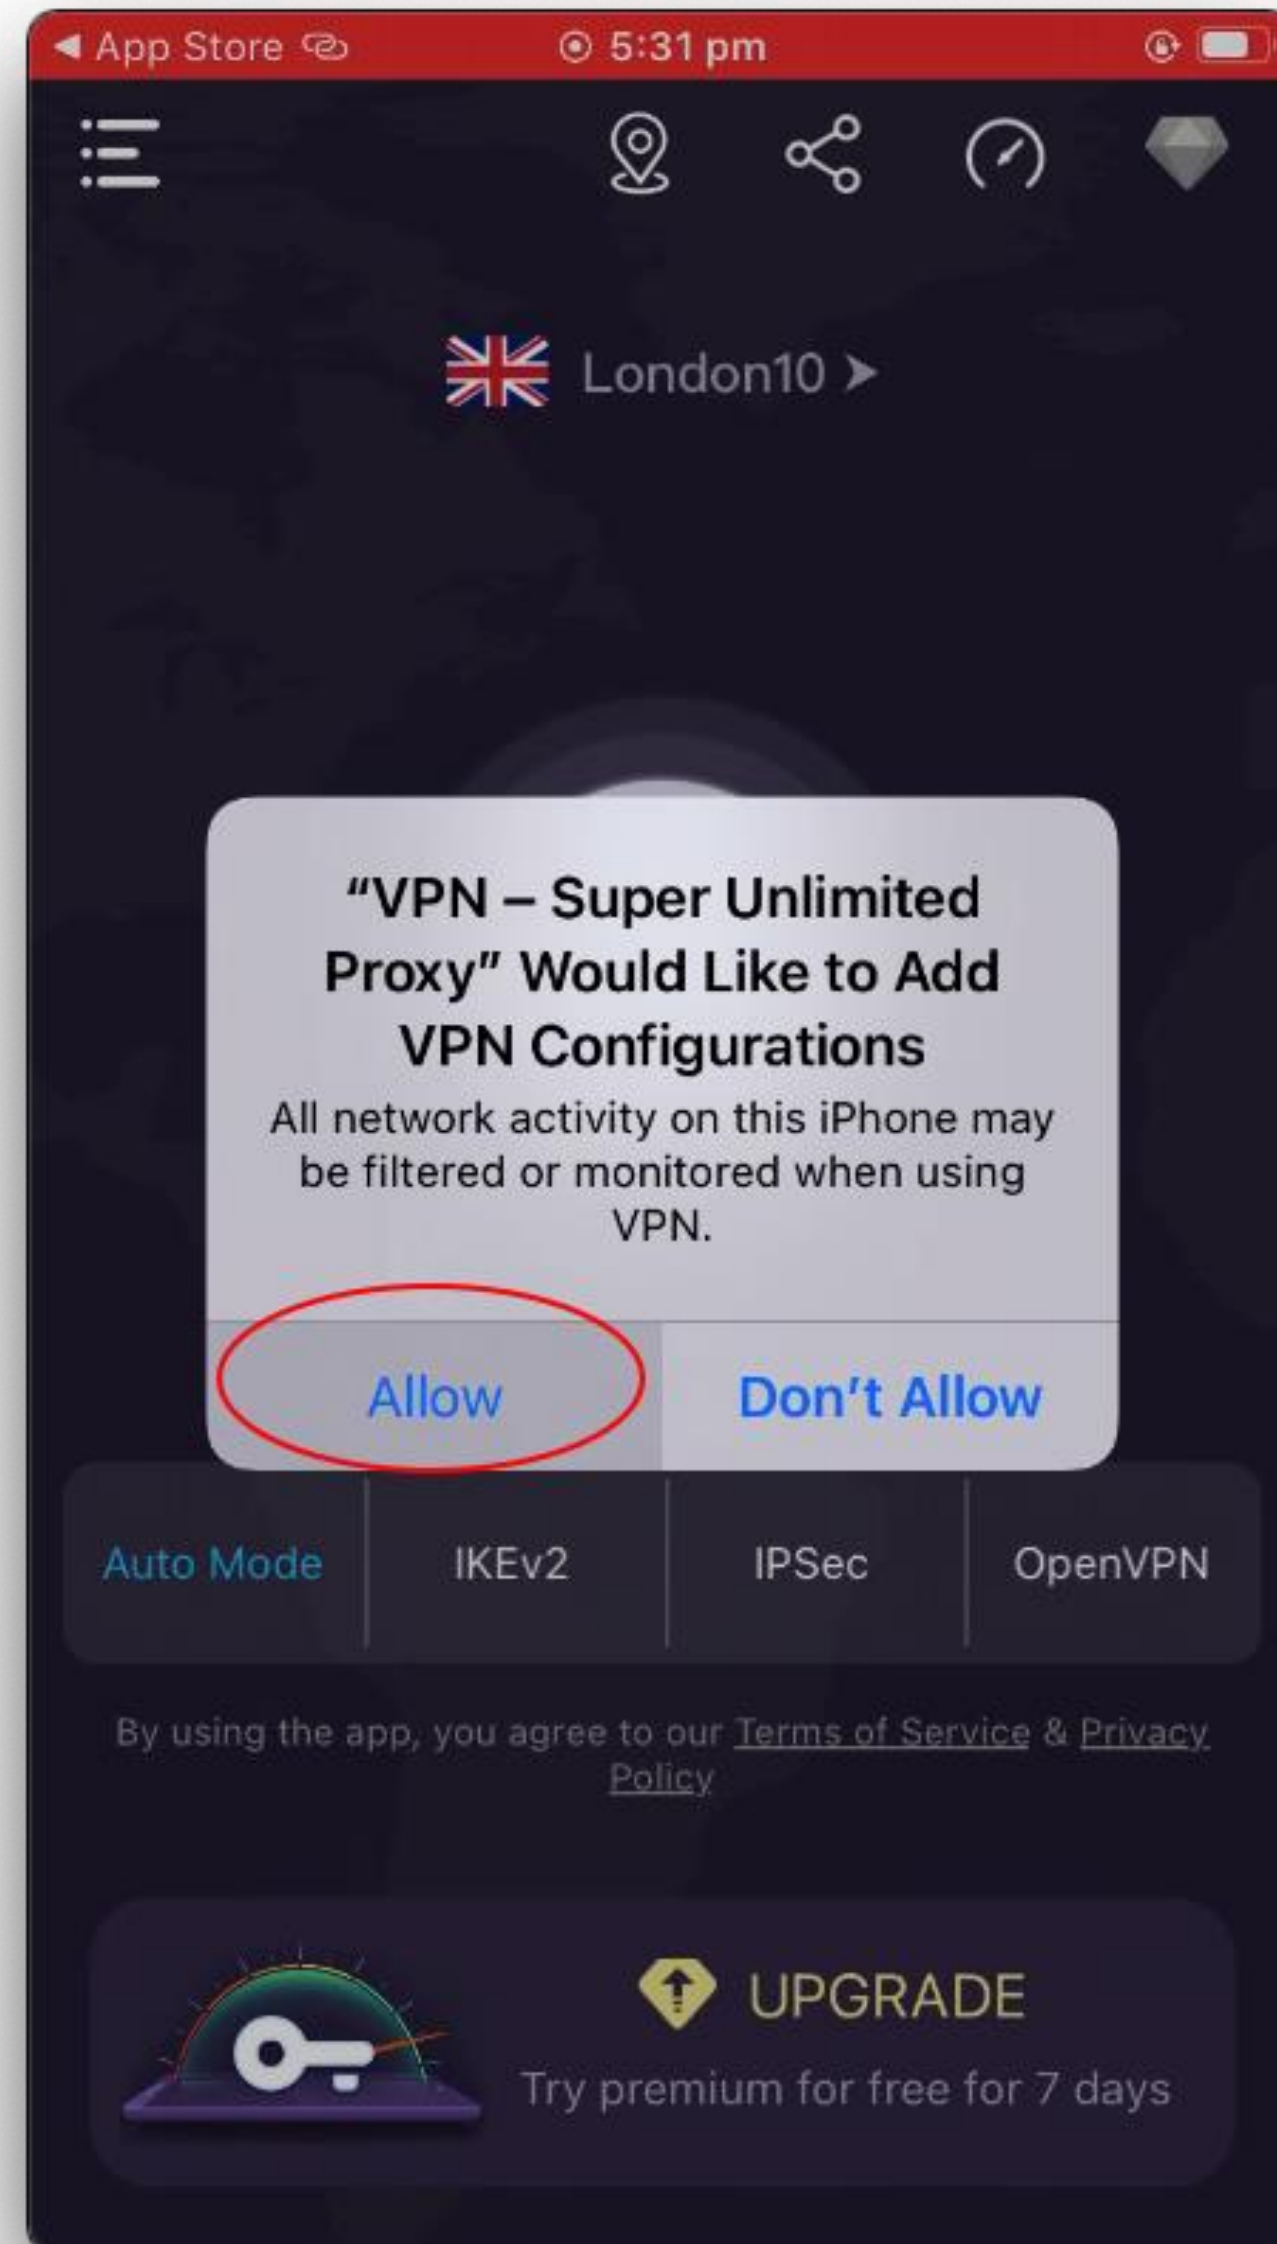 App Store
5:31 pm
London10
“VPN – Super Unlimited
Proxy” Would Like to Add
VPN Configurations
All network activity on this iPhone may
be filtered or monitored when using
VPN.
Allow
Don’t Allow
Auto Mode
IKEv2
IPSec
OpenVPN
By using the app, you agree to our Terms of Service & Privacy
Policy
UPGRADE
Try premium for free for 7 days